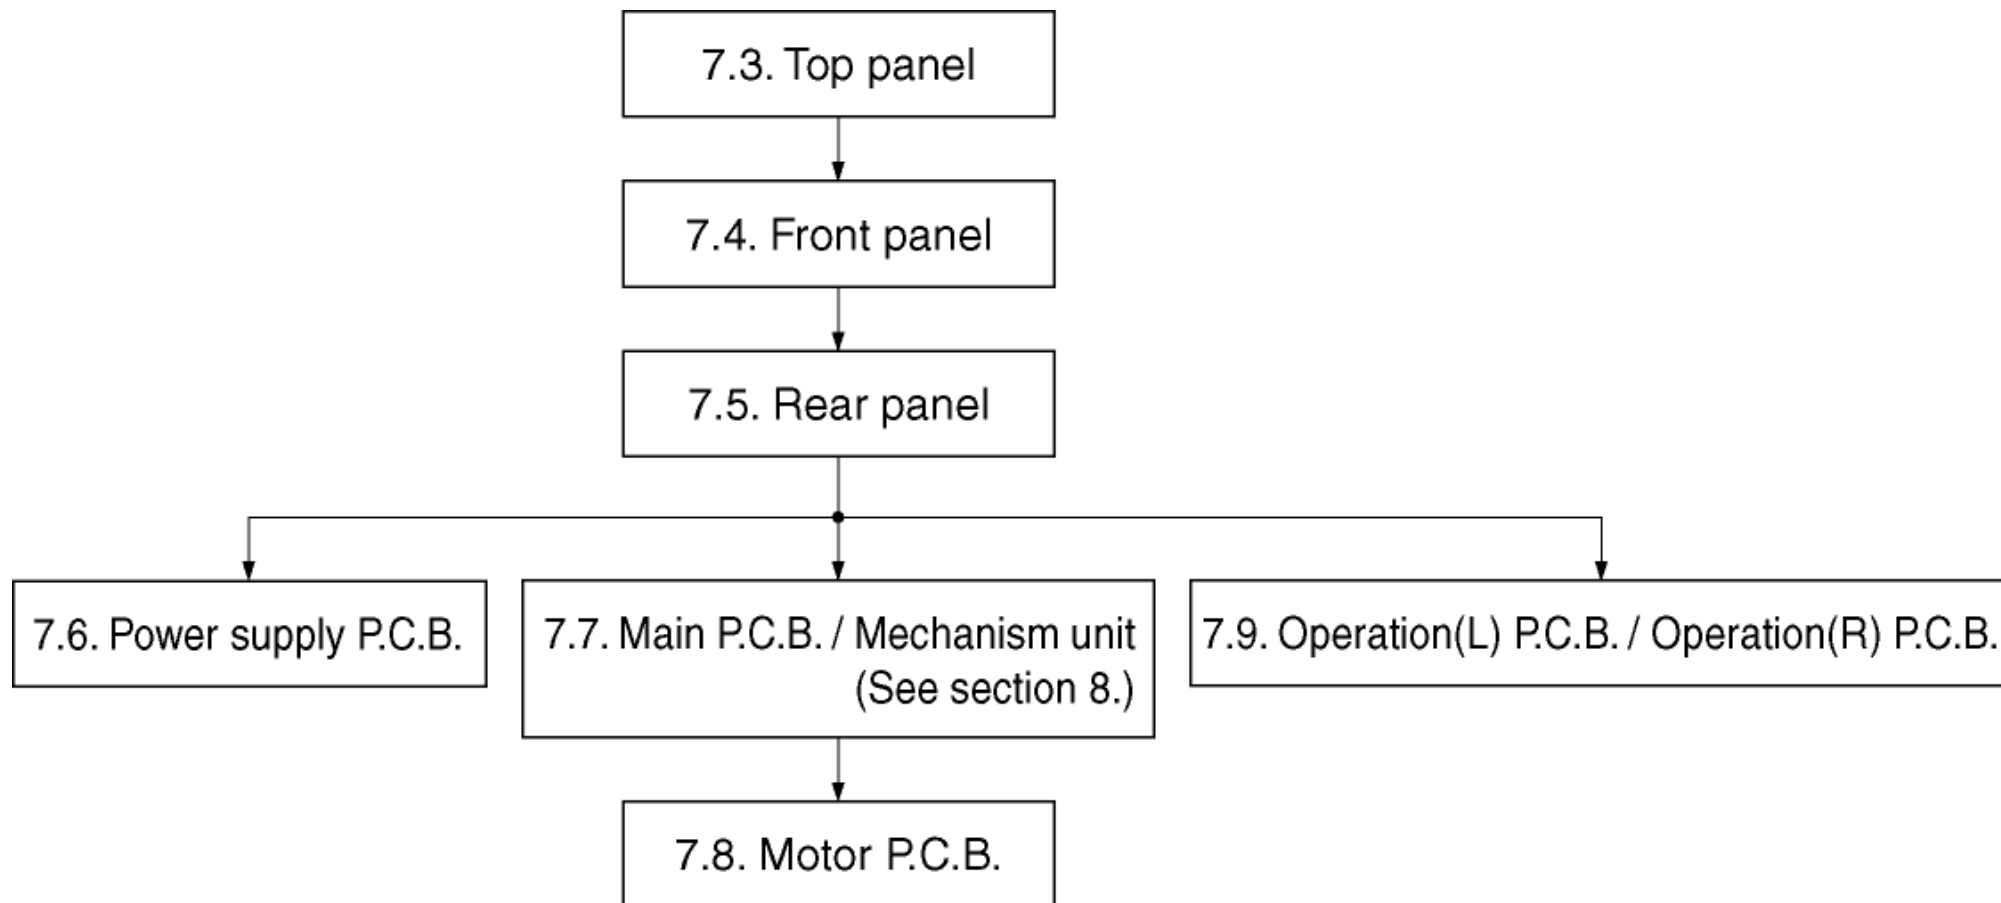 7.3. Top panel
7.4. Front panel
7.5. Rear panel
7.6. Power supply P.C.B.
7.7. Main P.C.B. / Mechanism unit
(See section 8.)
7.9. Operation(L) P.C.B. / Operation(R) P.C.B.
7.8. Motor P.C.B.